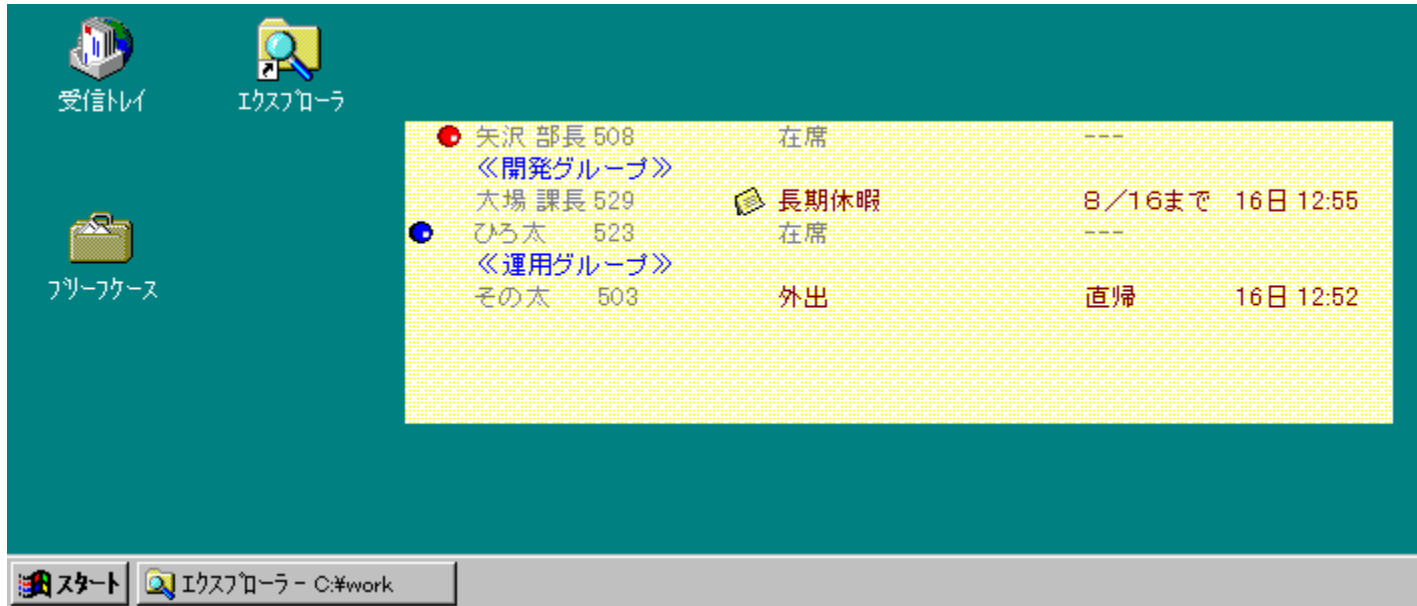 受信トレイ エクスプローラ
矢沢 部長 508 在席 ---
≪開発グループ≫
大場 課長 529 長期休暇 8/16まで 16日 12:55
ひろ太 523 在席 ---
≪運用グループ≫
ブリーフケース
その太 503 外出 直帰 16日 12:52
スタート エクスプローラ - C:¥work